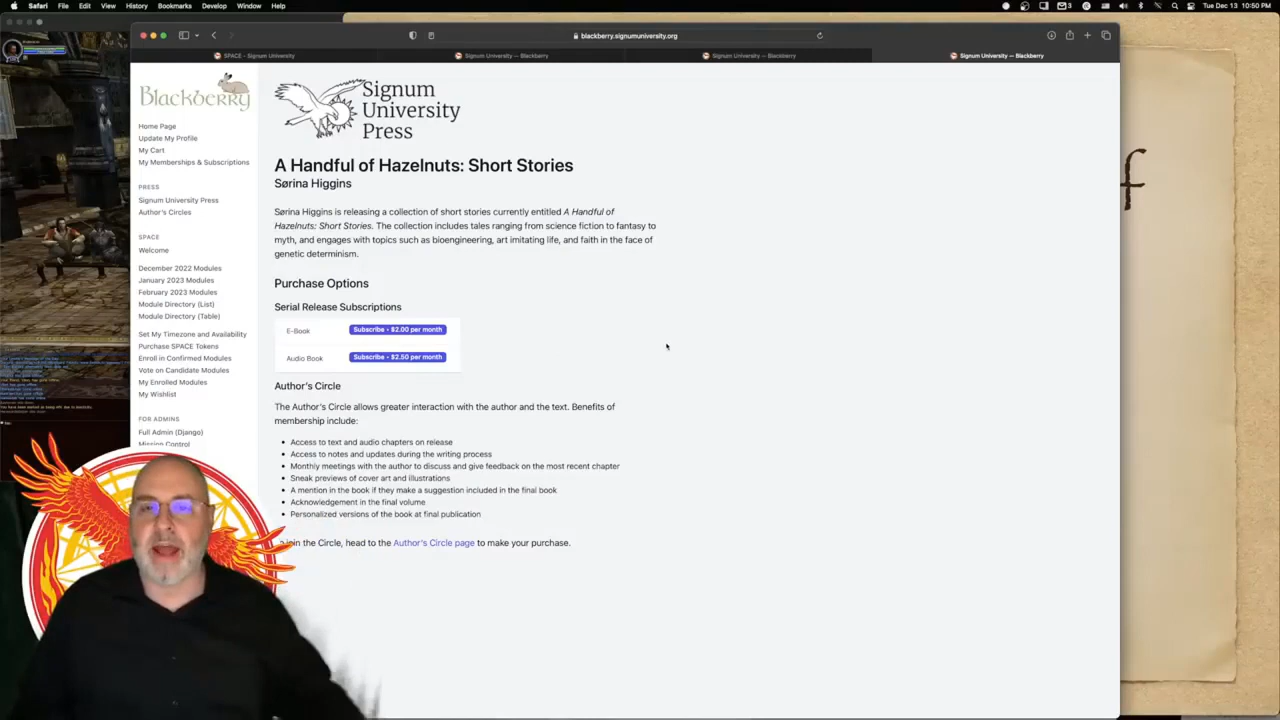 Safari File Edit View History Bookmarks Develop Window Help
3
Tue Dec 13 10:50 PM
blackberry.signumuniversity.org
SPACE – Signum University
Signum University — Blackberry
Signum University — Blackberry
Signum University — Blackberry
Blackberry
Home Page
Update My Profile
My Cart
My Memberships & Subscriptions
PRESS
Signum University Press
Author's Circles
SPACE
Welcome
December 2022 Modules
January 2023 Modules
February 2023 Modules
Module Directory (List)
Module Directory (Table)
Set My Timezone and Availability
Purchase SPACE Tokens
Enroll in Confirmed Modules
Vote on Candidate Modules
My Enrolled Modules
My Wishlist
FOR ADMINS
Full Admin (Django)
Mission Control
Signum
University
Press
A Handful of Hazelnuts: Short Stories
Sørina Higgins
Sørina Higgins is releasing a collection of short stories currently entitled A Handful of
Hazelnuts: Short Stories. The collection includes tales ranging from science fiction to fantasy to
myth, and engages with topics such as bioengineering, art imitating life, and faith in the face of
genetic determinism.
Purchase Options
Serial Release Subscriptions
E-Book Subscribe • $2.00 per month
Audio Book Subscribe • $2.50 per month
Author's Circle
The Author's Circle allows greater interaction with the author and the text. Benefits of
membership include:
• Access to text and audio chapters on release
• Access to notes and updates during the writing process
• Monthly meetings with the author to discuss and give feedback on the most recent chapter
• Sneak previews of cover art and illustrations
• A mention in the book if they make a suggestion included in the final book
• Acknowledgement in the final volume
• Personalized versions of the book at final publication
join the Circle, head to the Author's Circle page to make your purchase.
f